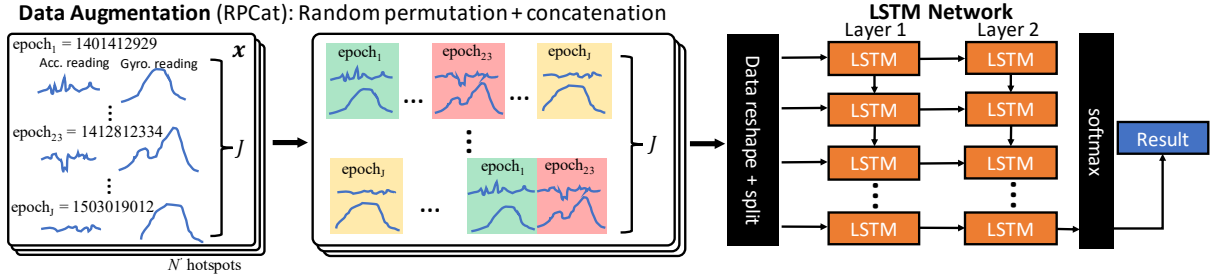 Data Augmentation (RPCat): Random permutation + concatenation
epoch1 = 1401412929
x
Acc. reading Gyro. reading
...
epoch23 = 1412812334
J
...
epochJ = 1503019012
N' hotspots
epoch1 ... epoch23 ... epochJ
...
J
epochJ ... epoch1 epoch23
Data reshape + split
LSTM Network
Layer 1 Layer 2
LSTM LSTM
LSTM LSTM
LSTM LSTM
... ...
LSTM LSTM
softmax
Result